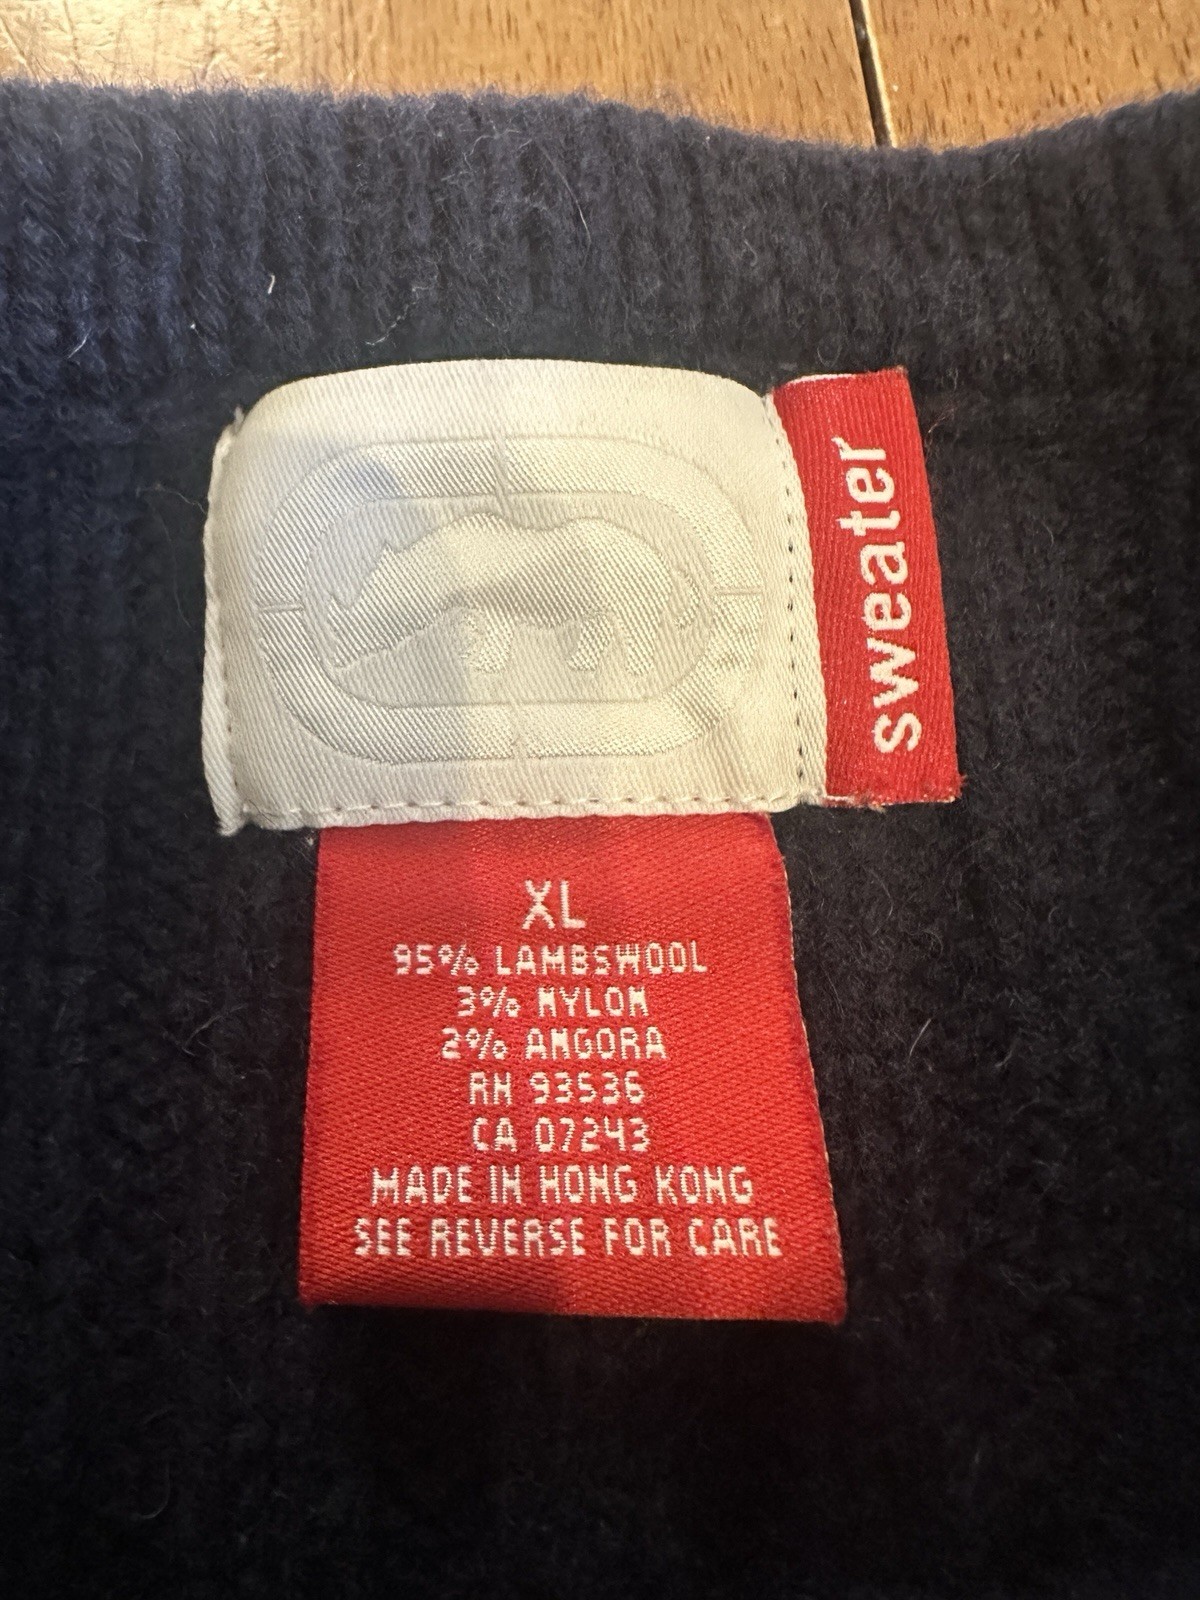 sweater
XL
95% LAMBSWOOL
3% NYLON
2% ANGORA
RN 93536
CA 07243
MADE IN HONG KONG
SEE REVERSE FOR CARE